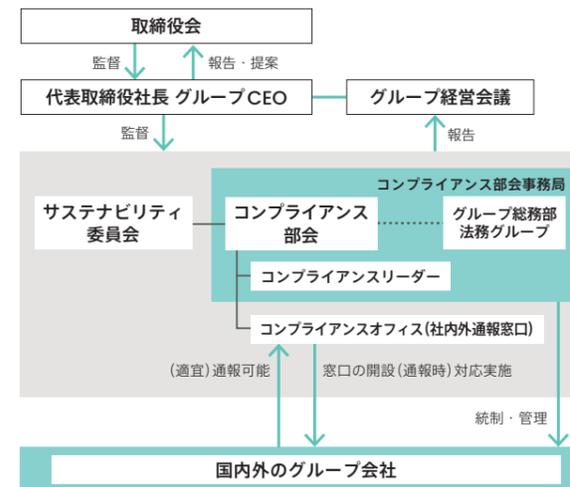 取締役会
監督
報告・提案
代表取締役社長 グループCEO
グループ経営会議
監督
報告
コンプライアンス部会事務局
サステナビリティ
委員会
コンプライアンス
部会
グループ総務部
法務グループ
コンプライアンスリーダー
コンプライアンスオフィス(社内外通報窓口)
(適宜)通報可能
窓口の開設(通報時)対応実施
統制・管理
国内外のグループ会社